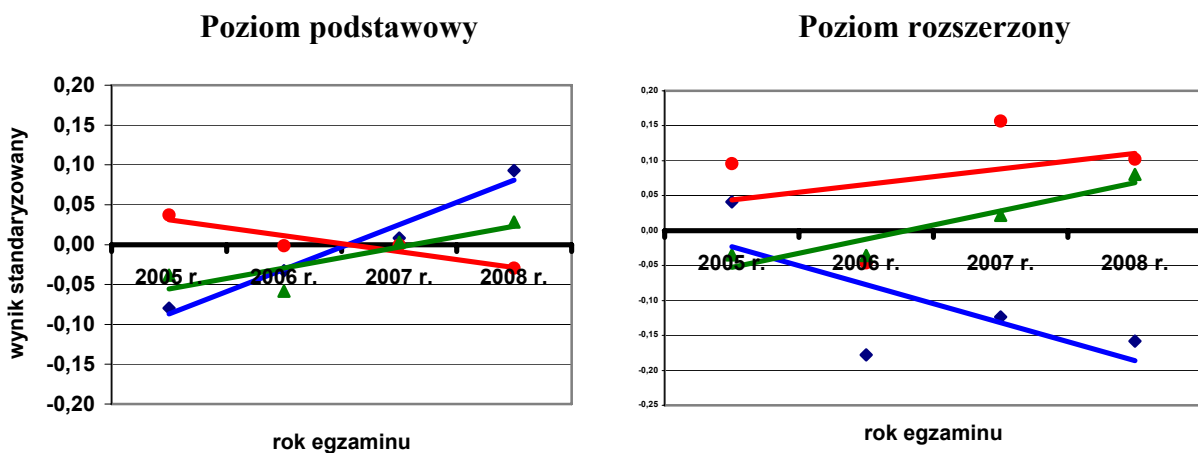 Poziom podstawowy
0,20
0,15
0,10
0,05
0,00
-0,05
-0,10
-0,15
-0,20
wynik standaryzowany
2005 r. 2006 r. 2007 r. 2008 r.
rok egzaminu
Poziom rozszerzony
0,20
0,15
0,10
0,05
0,00
-0,05
-0,10
-0,15
-0,20
-0,25
2005 r. 2006 r. 2007 r. 2008 r.
rok egzaminu